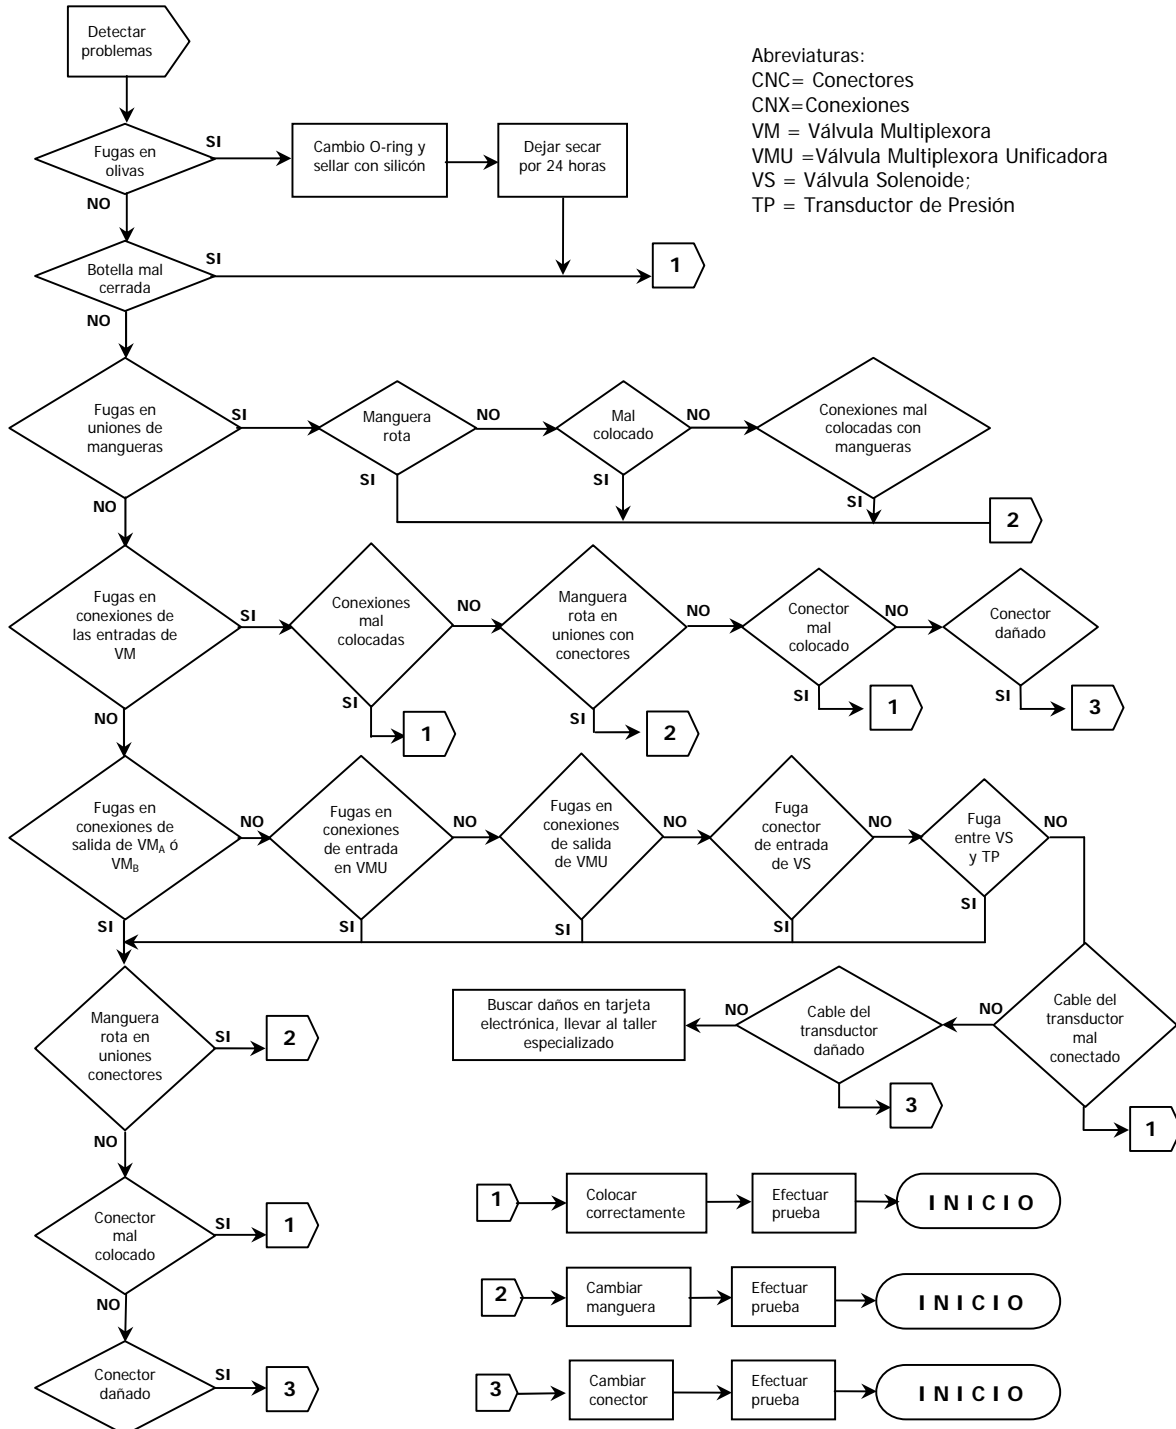 Detectar
problemas
Abreviaturas:
CNC= Conectores
CNX=Conexiones
VM = Válvula Multiplexora
VMU =Válvula Multiplexora Unificadora
VS = Válvula Solenoide;
TP = Transductor de Presión
Fugas en
olivas
SI
NO
Cambio O-ring y
sellar con silicón
Dejar secar
por 24 horas
Botella mal
cerrada
SI
NO
1
Fugas en
uniones de
mangueras
SI
NO
Manguera
rota
NO
SI
Mal
colocado
NO
SI
Conexiones mal
colocadas con
mangueras
SI
2
Fugas en
conexiones de
las entradas de
VM
SI
NO
Conexiones
mal
colocadas
NO
SI
1
Manguera
rota en
uniones con
conectores
NO
SI
2
Conector
mal
colocado
NO
SI
1
Conector
dañado
SI
3
Fugas en
conexiones de
salida de VMA ó
VMB
NO
SI
Fugas en
conexiones
de entrada
en VMU
NO
SI
Fugas en
conexiones
de salida
de VMU
NO
SI
Fuga
conector
de entrada
de VS
NO
SI
Fuga
entre VS
y TP
NO
SI
Manguera
rota en
uniones
conectores
SI
NO
2
Buscar daños en tarjeta
electrónica, llevar al taller
especializado
NO
Cable del
transductor
dañado
3
NO
Cable del
transductor
mal
conectado
SI
1
Conector
mal
colocado
SI
NO
1
Conector
dañado
SI
3
1
Colocar
correctamente
Efectuar
prueba
INICIO
2
Cambiar
manguera
Efectuar
prueba
INICIO
3
Cambiar
conector
Efectuar
prueba
INICIO